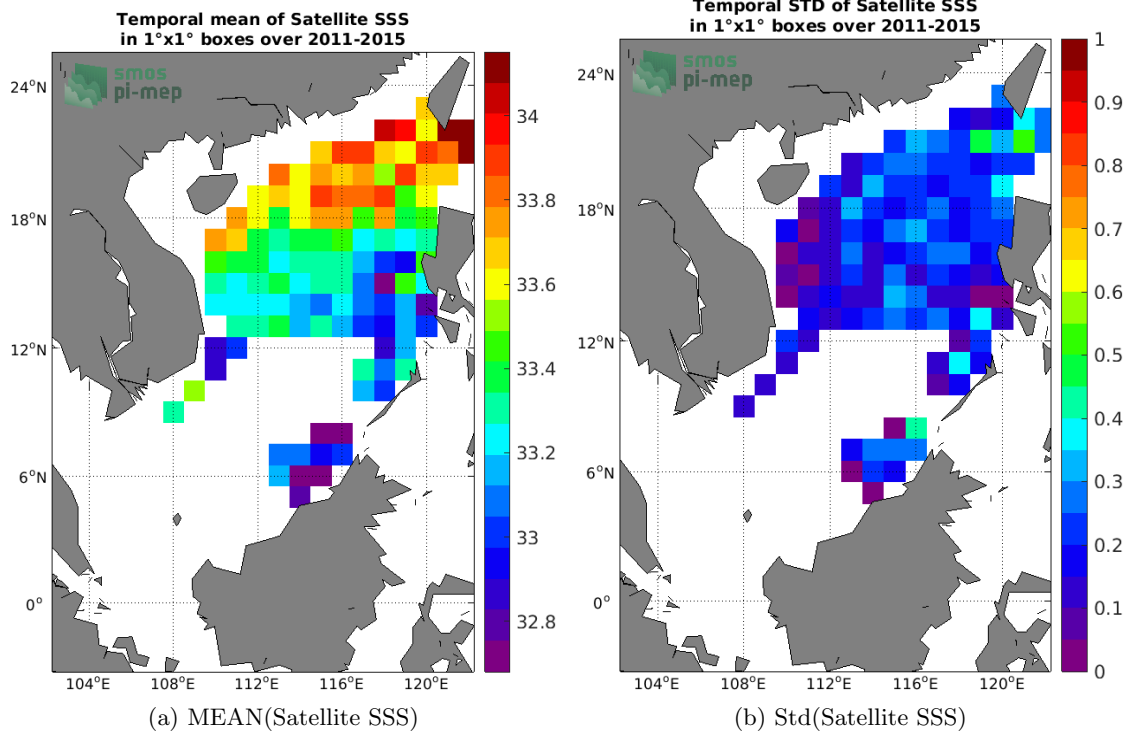 Temporal mean of Satellite SSS
in 1°x1° boxes over 2011-2015
smos
pi-mep
24°N
18°N
12°N
6°N
0°
104°E
108°E
112°E
116°E
120°E
34
33.8
33.6
33.4
33.2
33
32.8
(a) MEAN(Satellite SSS)
Temporal STD of Satellite SSS
in 1°x1° boxes over 2011-2015
smos
pi-mep
24°N
18°N
12°N
6°N
0°
104°E
108°E
112°E
116°E
120°E
1
0.9
0.8
0.7
0.6
0.5
0.4
0.3
0.2
0.1
0
(b) Std(Satellite SSS)